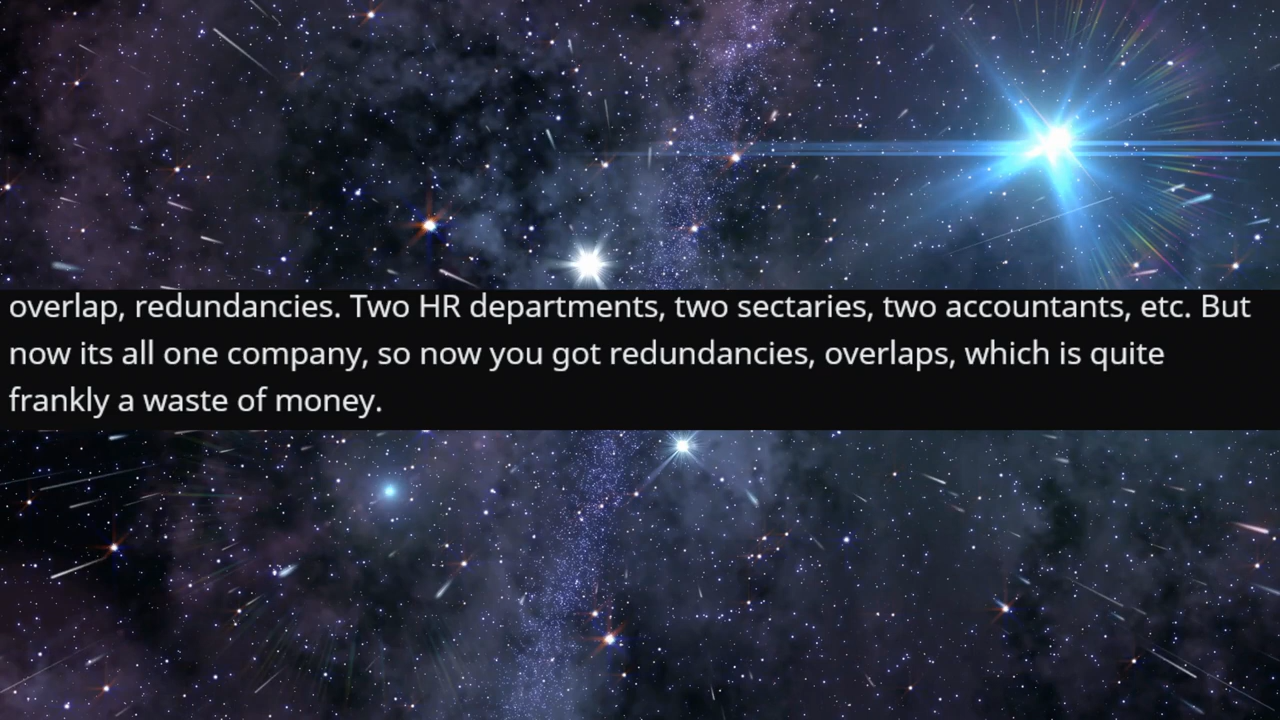 overlap, redundancies. Two HR departments, two sectaries, two accountants, etc. But
now its all one company, so now you got redundancies, overlaps, which is quite
frankly a waste of money.